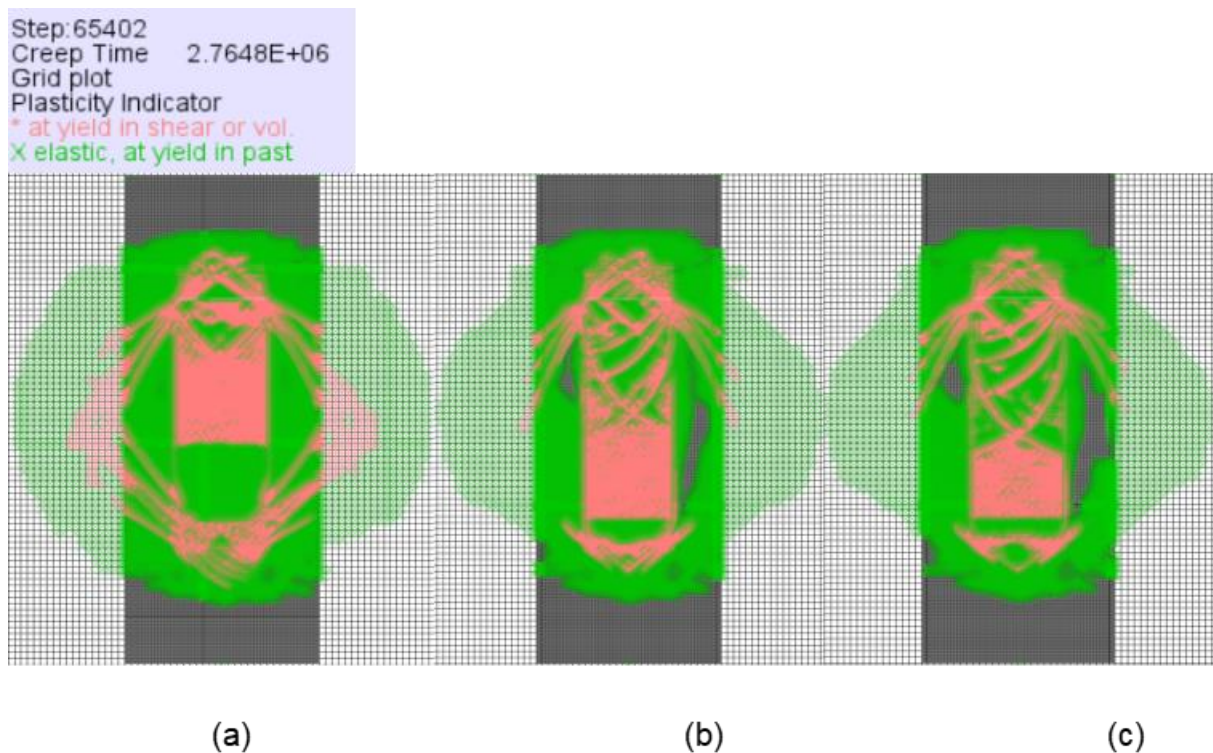 Step:65402
Creep Time 2.7648E+06
Grid plot
Plasticity Indicator
* at yield in shear or vol.
X elastic, at yield in past
(a) (b) (c)